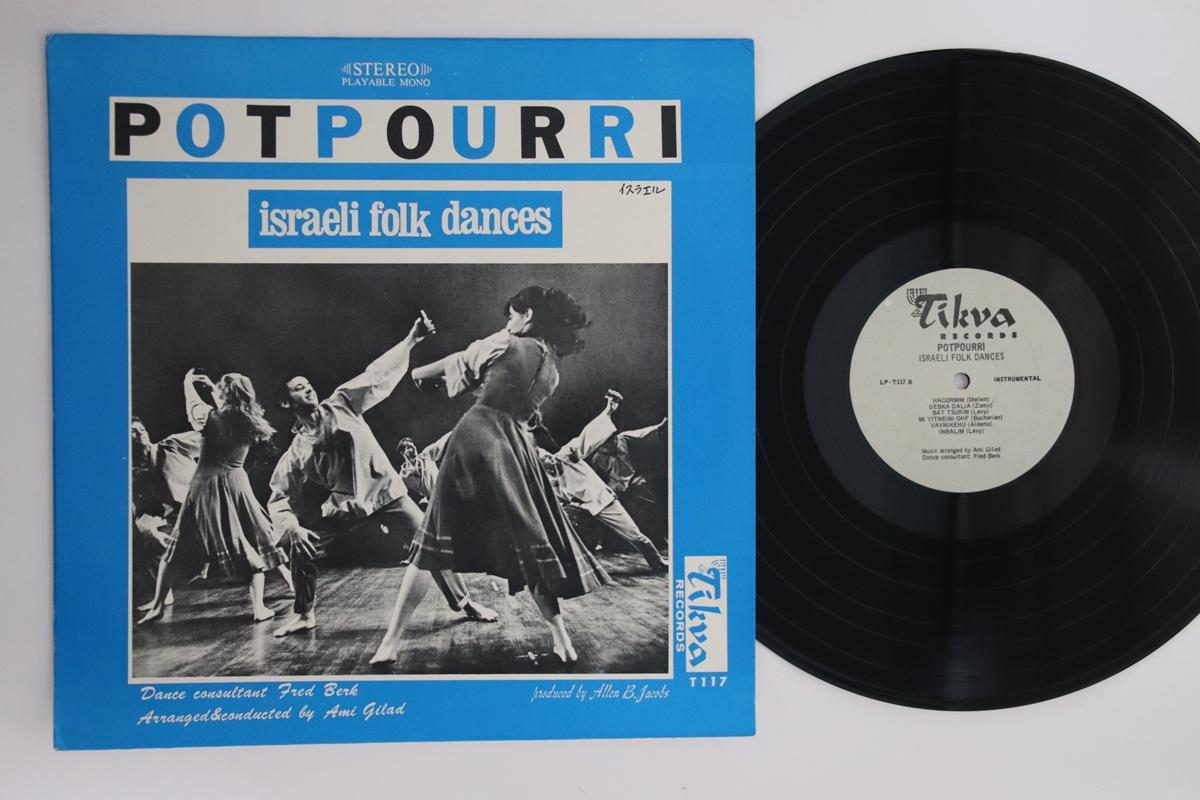 STEREO
PLAYABLE MONO
POTPOURRI
イスラエル
israeli folk dances
Tikva
RECORDS
T117
Dance consultant Fred Berk
Arranged&conducted by Ami Gilad
produced by Allen B. Jacobs
Tikva
RECORDS
POTPOURRI
ISRAELI FOLK DANCES
LP-T117 B
INSTRUMENTAL
HACORMIM (Shelem)
DEBKA DALIA (Zamir)
BAT TSURIM (Levy)
MI YITNEINI OHF (Bucharian)
VAYNIKEHU (Aldema)
INBALIM (Levy)
Music arranged by Ami Gilad
Dance consultant: Fred Berk